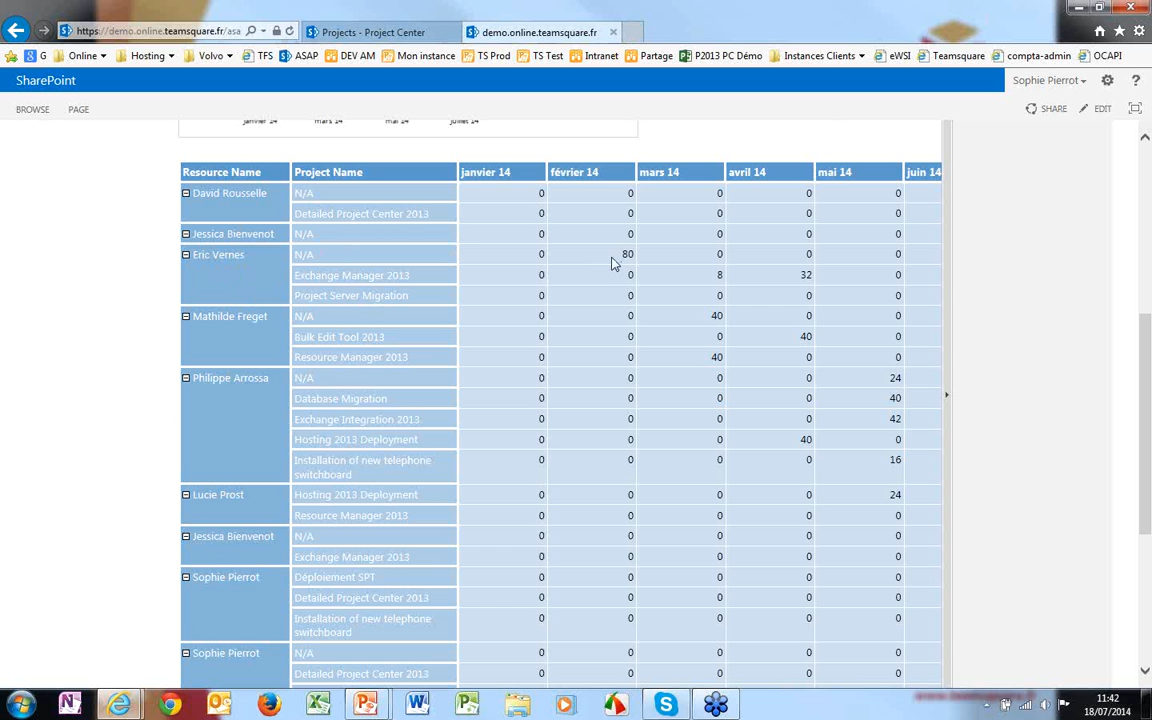 https://demo.online.teamsquare.fr/asa
Projects - Project Center
demo.online.teamsquare.fr
G Online Hosting Volvo TFS ASAP DEV AM Mon instance TS Prod TS Test Intranet Partage P2013 PC Démo Instances Clients eWSI Teamsquare compta-admin OCAPI
SharePoint
Sophie Pierrot
BROWSE PAGE SHARE EDIT
janvier 14 mars 14 mai 14 juillet 14
Resource Name Project Name janvier 14 février 14 mars 14 avril 14 mai 14 juin 14
David Rousselle N/A 0 0 0 0 0
Detailed Project Center 2013 0 0 0 0 0
Jessica Bienvenot N/A 0 0 0 0 0
Eric Vernes N/A 0 80 0 0 0
Exchange Manager 2013 0 0 8 32 0
Project Server Migration 0 0 0 0 0
Mathilde Freget N/A 0 0 40 0 0
Bulk Edit Tool 2013 0 0 0 40 0
Resource Manager 2013 0 0 40 0 0
Philippe Arrossa N/A 0 0 0 0 24
Database Migration 0 0 0 0 40
Exchange Integration 2013 0 0 0 0 42
Hosting 2013 Deployment 0 0 0 40 0
Installation of new telephone 0 0 0 0 16
switchboard
Lucie Prost Hosting 2013 Deployment 0 0 0 0 24
Resource Manager 2013 0 0 0 0 0
Jessica Bienvenot N/A 0 0 0 0 0
Exchange Manager 2013 0 0 0 0 0
Sophie Pierrot Déploiement SPT 0 0 0 0 0
Detailed Project Center 2013 0 0 0 0 0
Installation of new telephone 0 0 0 0 0
switchboard
Sophie Pierrot N/A 0 0 0 0 0
Detailed Project Center 2013 0 0 0 0 0
11:42
18/07/2014